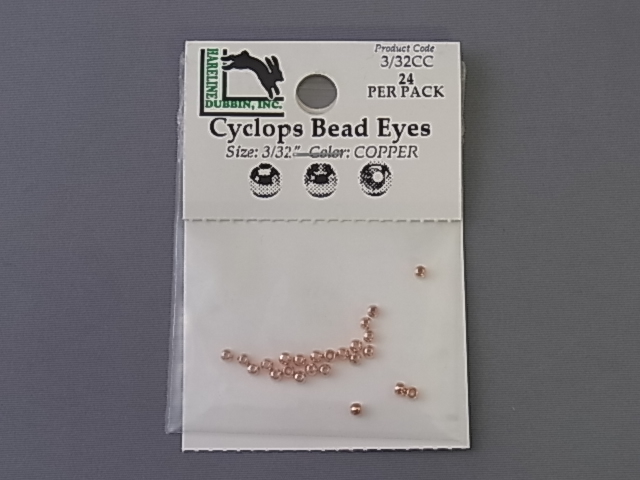 HARELINE
DUBBIN, INC.
Product Code
3/32CC
24
PER PACK
Cyclops Bead Eyes
Size: 3/32" Color: COPPER